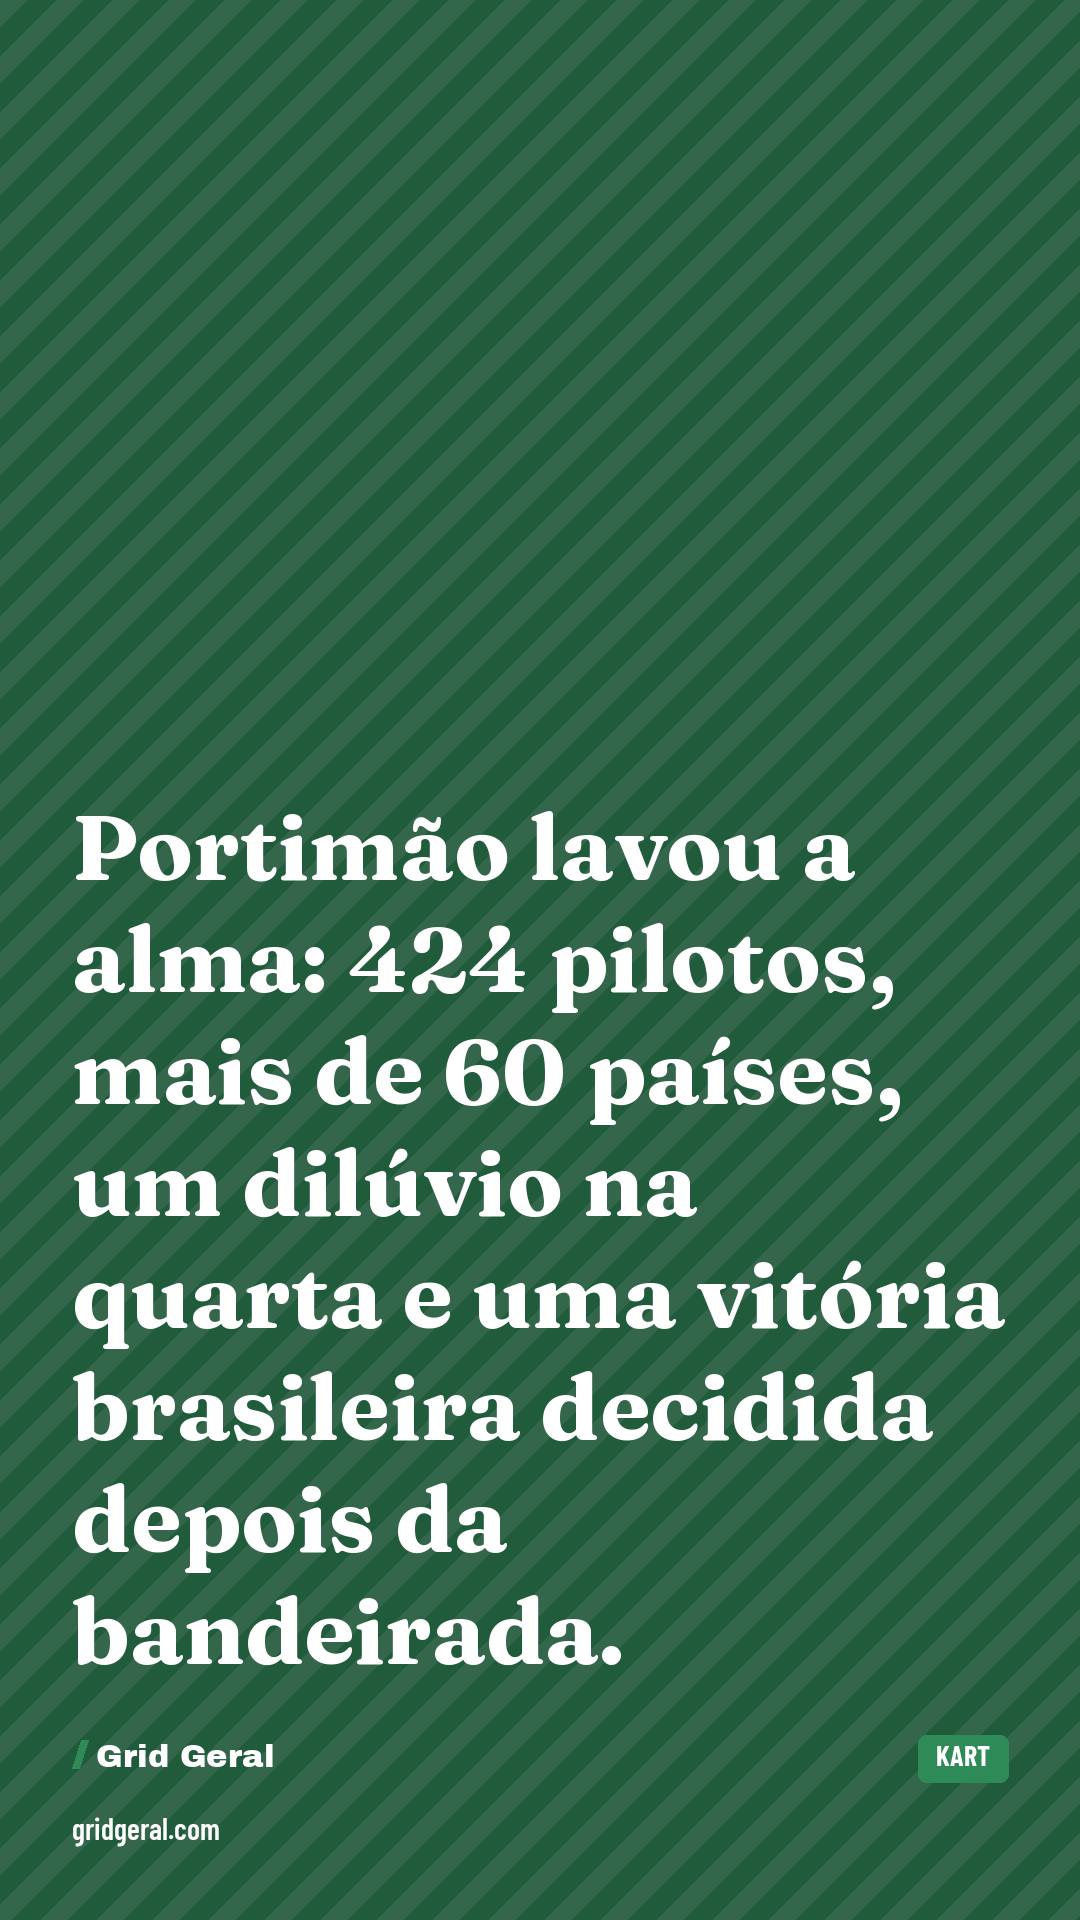 Portimão lavou a
alma: 424 pilotos,
mais de 60 países,
um dilúvio na
quarta e uma vitória
brasileira decidida
depois da
bandeirada.
/ Grid Geral
KART
gridgeral.com